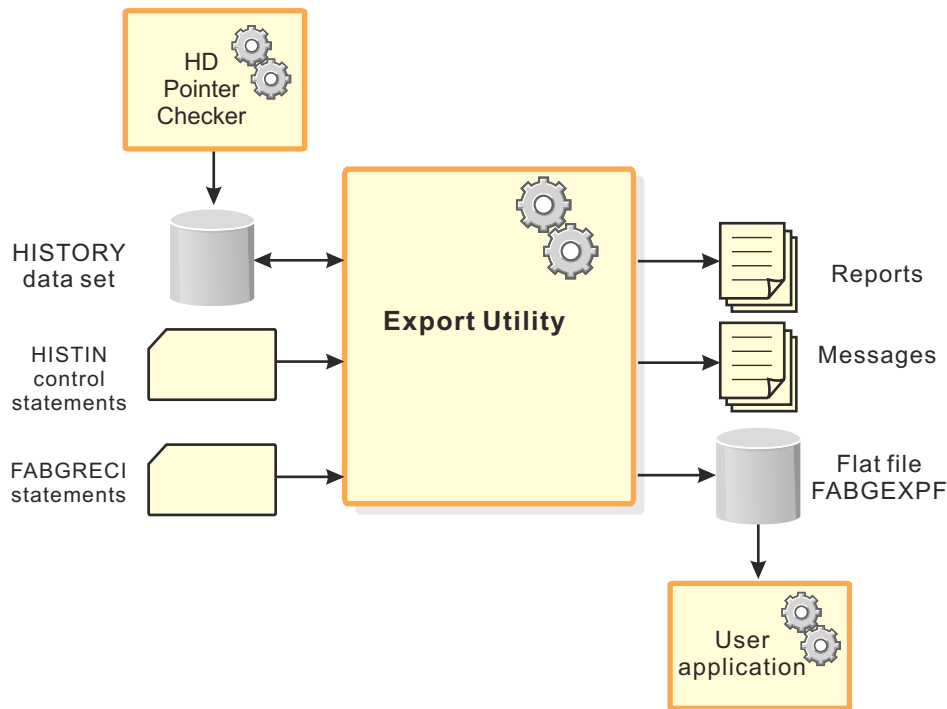 HD
Pointer
Checker
HISTORY
data set
HISTIN
control
statements
FABGRECI
statements
Export Utility
Reports
Messages
Flat file
FABGEXPF
User
application